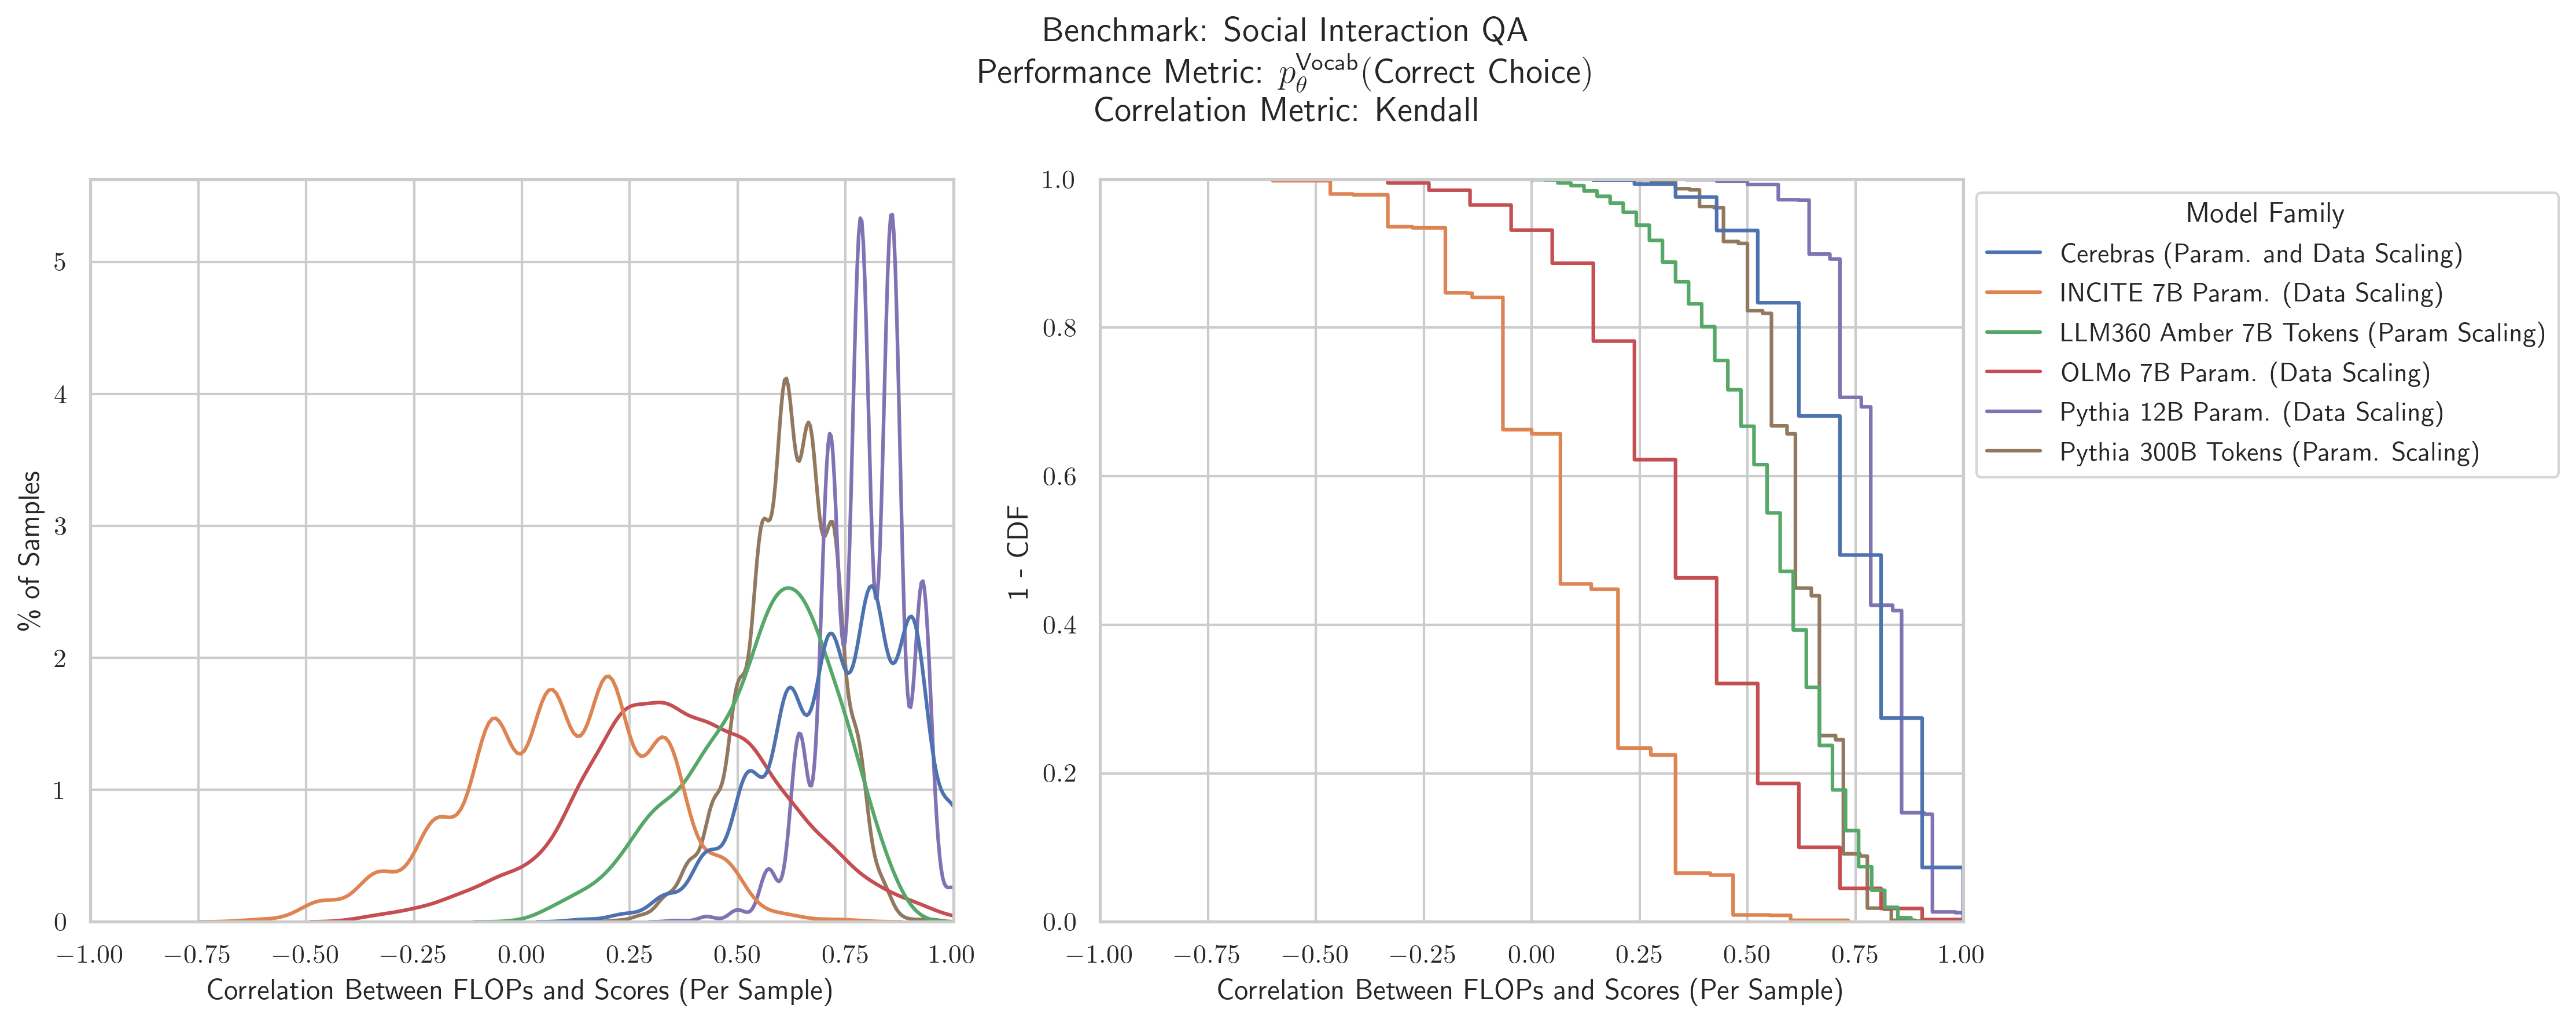 Benchmark: Social Interaction QA
Performance Metric: $p_\theta^{\text{Vocab}}$(Correct Choice)
Correlation Metric: Kendall
% of Samples
5
4
3
2
1
0
−1.00 −0.75 −0.50 −0.25 0.00 0.25 0.50 0.75 1.00
Correlation Between FLOPs and Scores (Per Sample)
1 - CDF
1.0
0.8
0.6
0.4
0.2
0.0
−1.00 −0.75 −0.50 −0.25 0.00 0.25 0.50 0.75 1.00
Correlation Between FLOPs and Scores (Per Sample)
Model Family
Cerebras (Param. and Data Scaling)
INCITE 7B Param. (Data Scaling)
LLM360 Amber 7B Tokens (Param Scaling)
OLMo 7B Param. (Data Scaling)
Pythia 12B Param. (Data Scaling)
Pythia 300B Tokens (Param. Scaling)